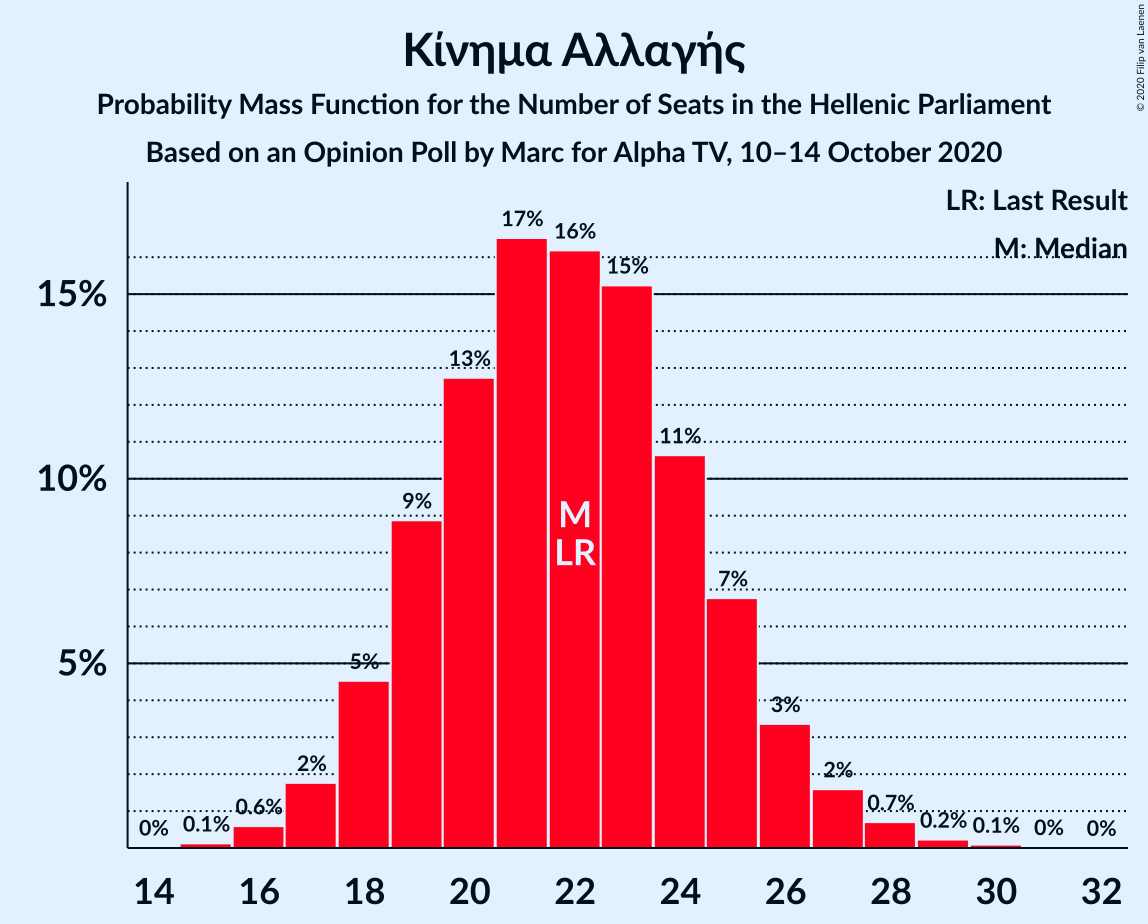 Κίνημα Αλλαγής
Probability Mass Function for the Number of Seats in the Hellenic Parliament
Based on an Opinion Poll by Marc for Alpha TV, 10–14 October 2020
© 2020 Filip van Laenen
LR: Last Result
M: Median
15%
10%
5%
0%
0.1%
0.6%
2%
5%
9%
13%
17%
16%
15%
11%
7%
3%
2%
0.7%
0.2%
0.1%
0%
0%
M
LR
14 16 18 20 22 24 26 28 30 32